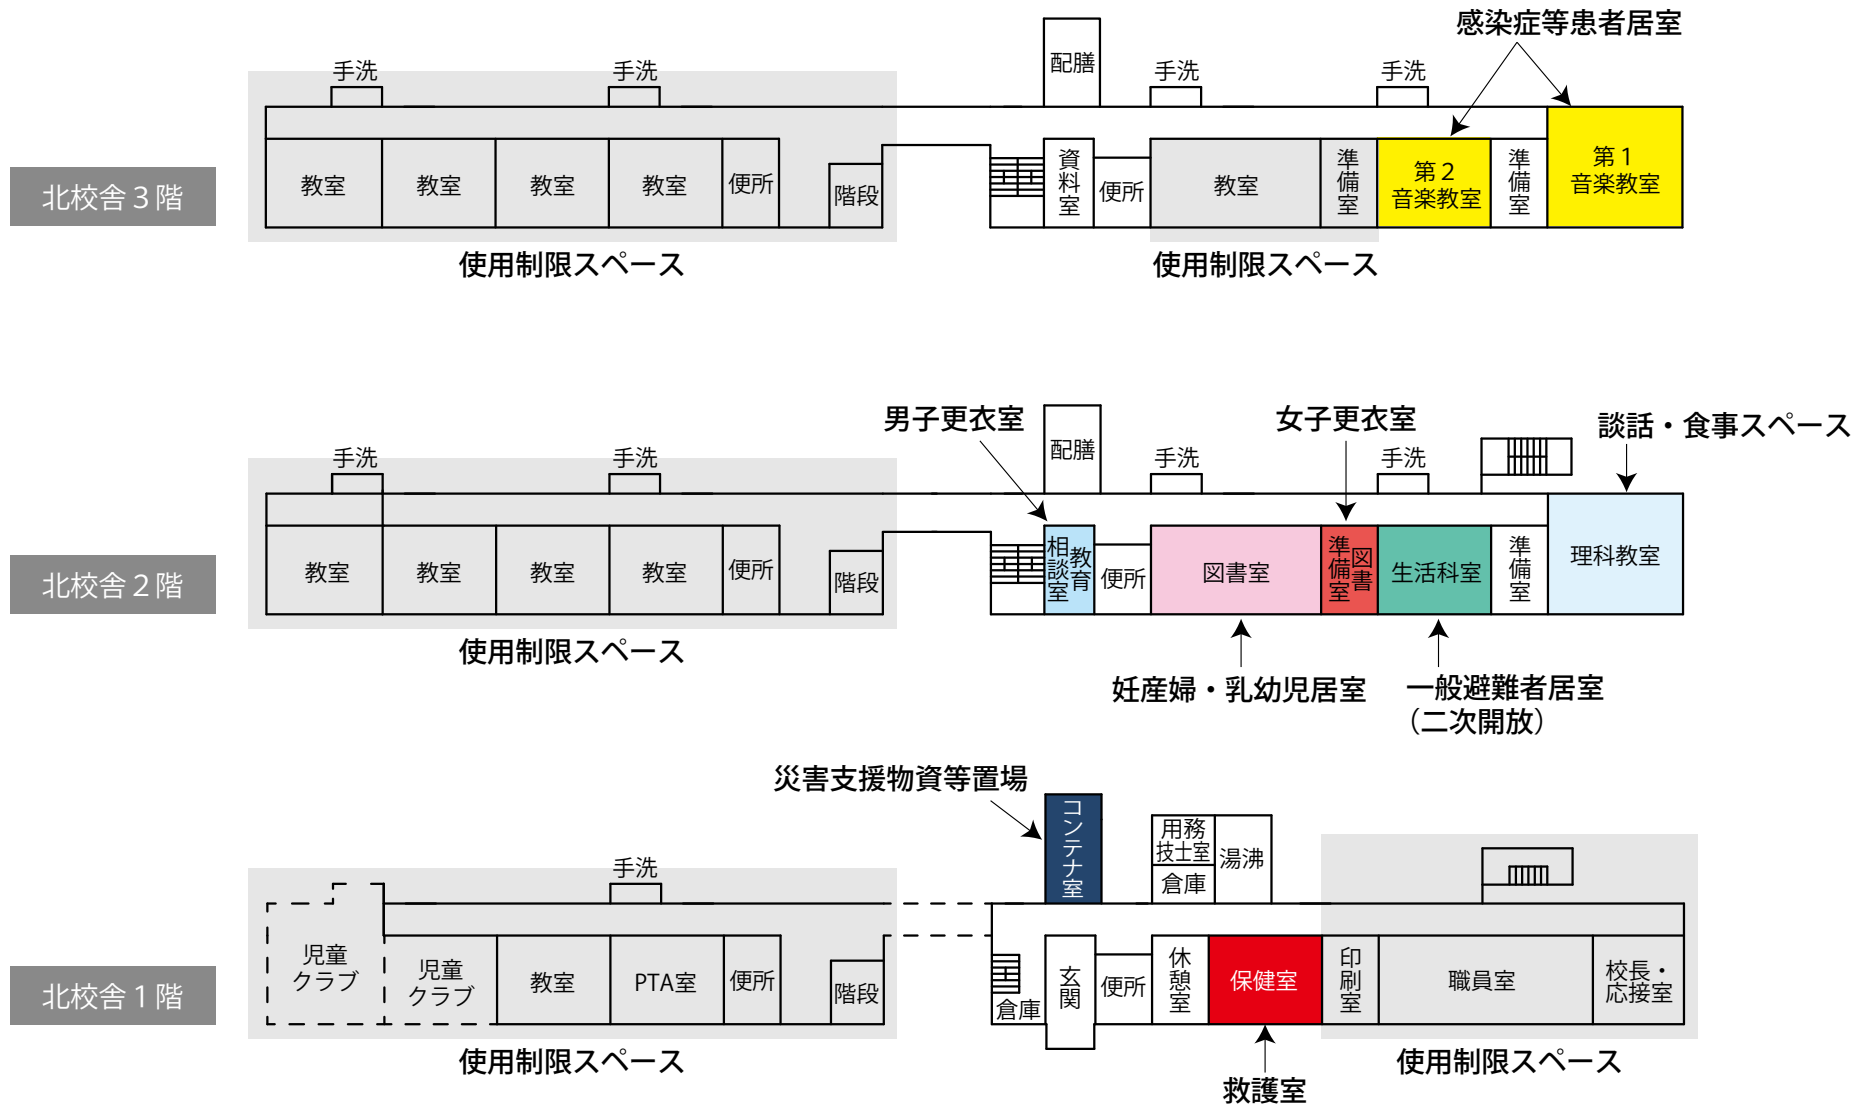 感染症等患者居室
配膳
手洗
手洗
手洗
手洗
北校舎３階
教室
教室
教室
教室
便所
階段
資料室
便所
教室
準備室
第２
音楽教室
準備室
第１
音楽教室
使用制限スペース
使用制限スペース
男子更衣室
女子更衣室
談話・食事スペース
配膳
手洗
手洗
手洗
手洗
北校舎２階
教室
教室
教室
教室
便所
階段
教育
相談室
便所
図書室
図書
準備室
生活科室
準備室
理科教室
使用制限スペース
妊産婦・乳幼児居室
一般避難者居室
（二次開放）
災害支援物資等置場
コンテナ室
用務
技士室
湯沸
倉庫
手洗
北校舎１階
児童
クラブ
児童
クラブ
教室
PTA室
便所
階段
倉庫
玄関
便所
休憩室
保健室
印刷室
職員室
校長・
応接室
使用制限スペース
使用制限スペース
救護室